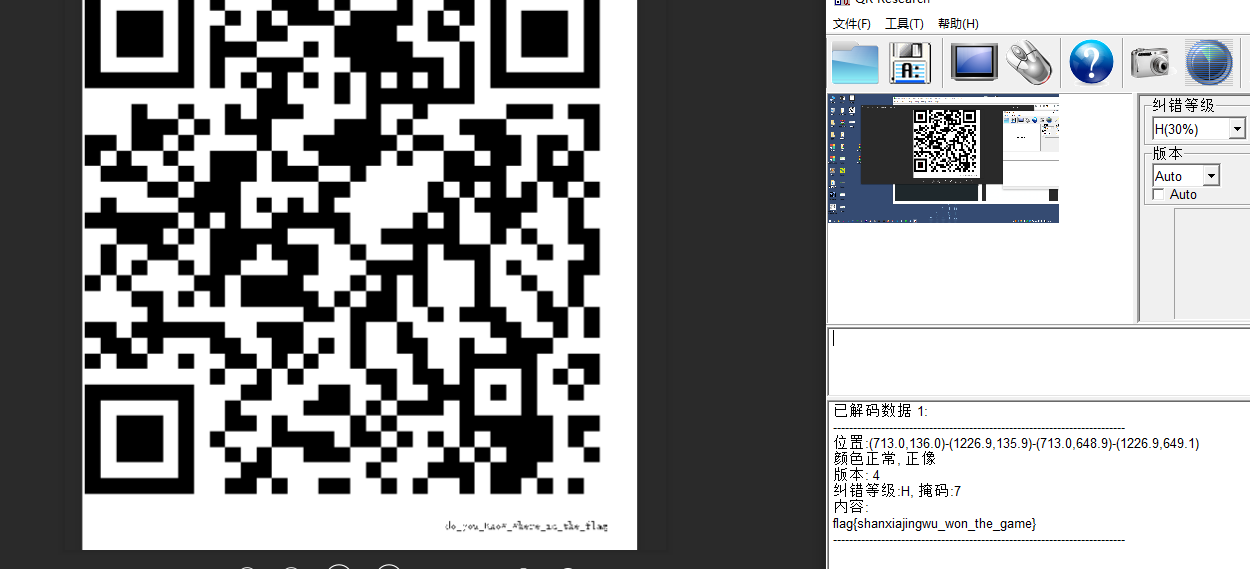 QR Research
文件(F) 工具(T) 帮助(H)
A:
?
纠错等级
H(30%)
版本
Auto
Auto
已解码数据 1:
位置:(713.0,136.0)-(1226.9,135.9)-(713.0,648.9)-(1226.9,649.1)
颜色正常, 正像
版本: 4
纠错等级:H, 掩码:7
内容:
flag{shanxiajingwu_won_the_game}
do_you_know_where_is_the_flag